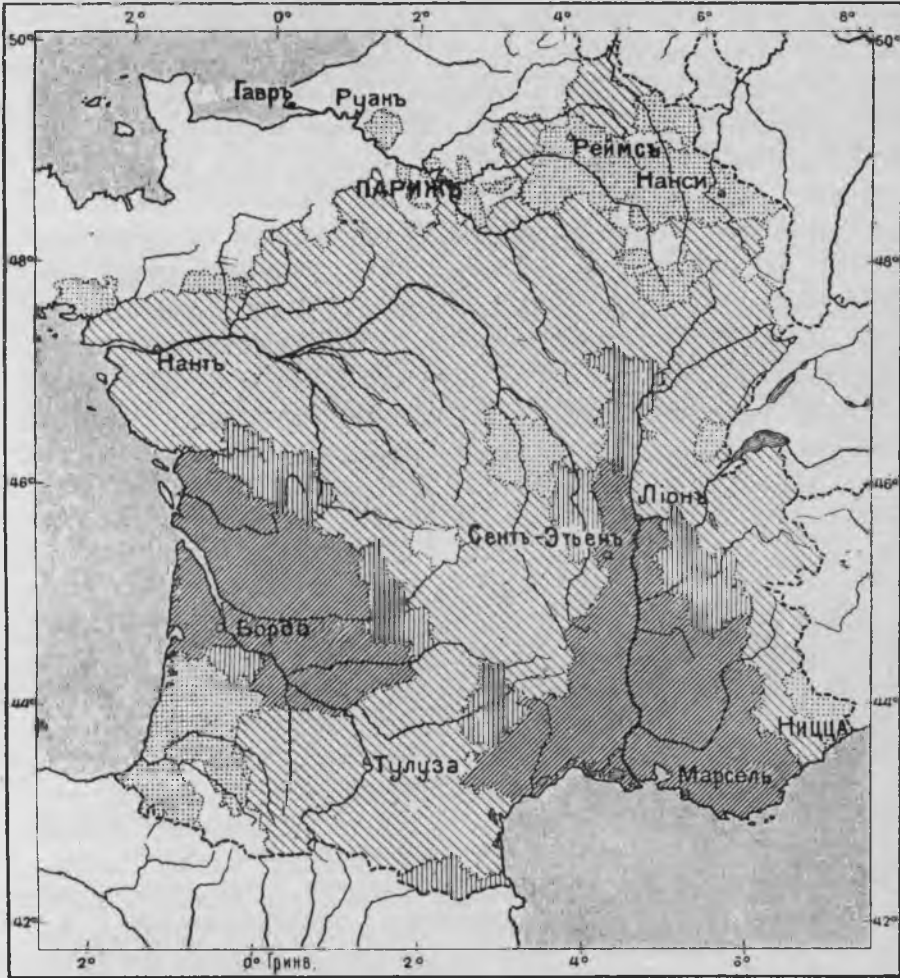 2° 0° 2° 4° 6° 8°
50° 50°
Гавръ Руанъ
Реймсъ
ПАРИЖЪ Нанси
48° 48°
Нантъ
46° 46°
Ліонъ
Сентъ-Этьенъ
Бордо
44° 44°
Ницца
Тулуза
Марсель
42° 42°
2° 0° Гринв. 2° 4° 6°